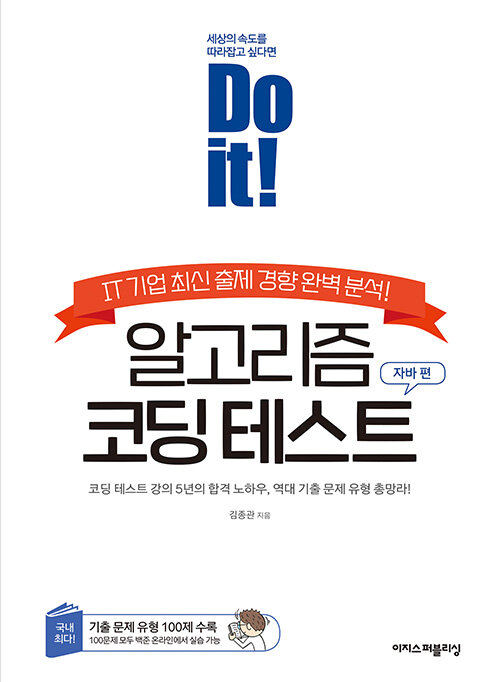 세상의 속도를
따라잡고 싶다면
Do
it!
IT 기업 최신 출제 경향 완벽 분석!
알고리즘
자바 편
코딩 테스트
코딩 테스트 강의 5년의 합격 노하우, 역대 기출 문제 유형 총망라!
김종관 지음
국내
최다!
기출 문제 유형 100제 수록
100문제 모두 백준 온라인에서 실습 가능
이지스 퍼블리싱